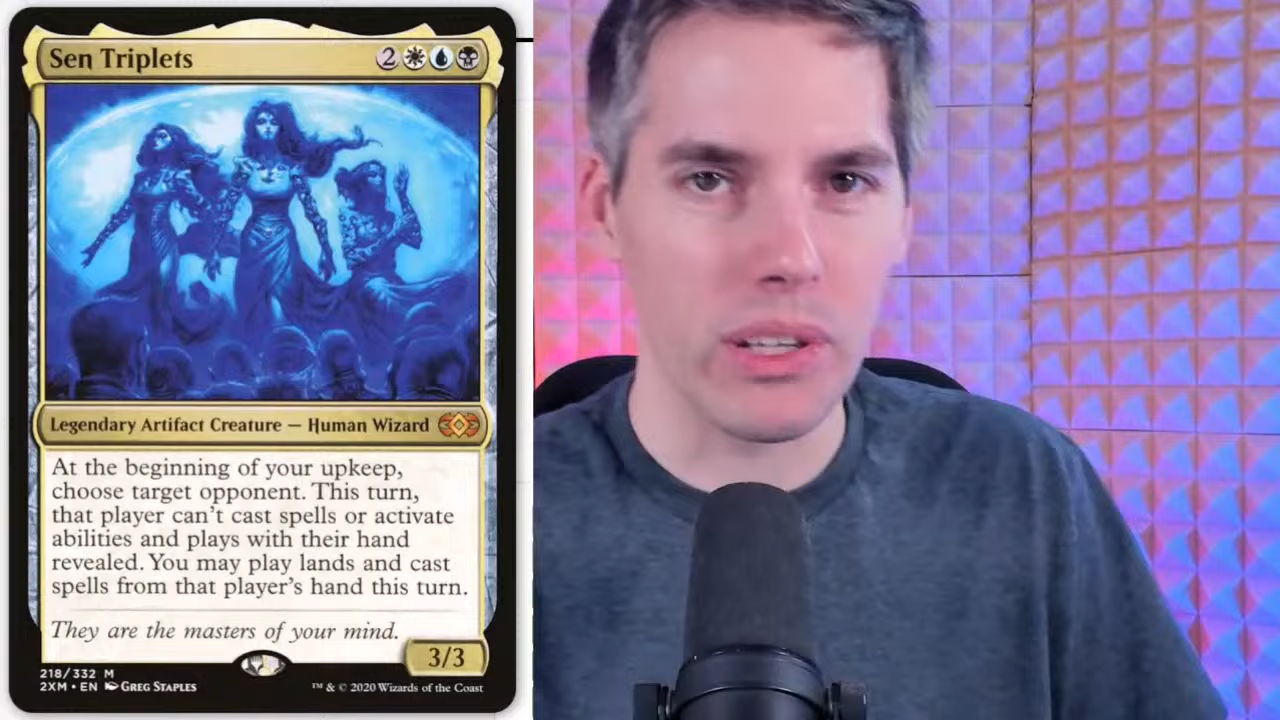 Sen Triplets 2
Legendary Artifact Creature — Human Wizard
At the beginning of your upkeep,
choose target opponent. This turn,
that player can't cast spells or activate
abilities and plays with their hand
revealed. You may play lands and cast
spells from that player's hand this turn.
They are the masters of your mind.
3/3
218/332 M
2XM • EN Greg Staples
™ & © 2020 Wizards of the Coast